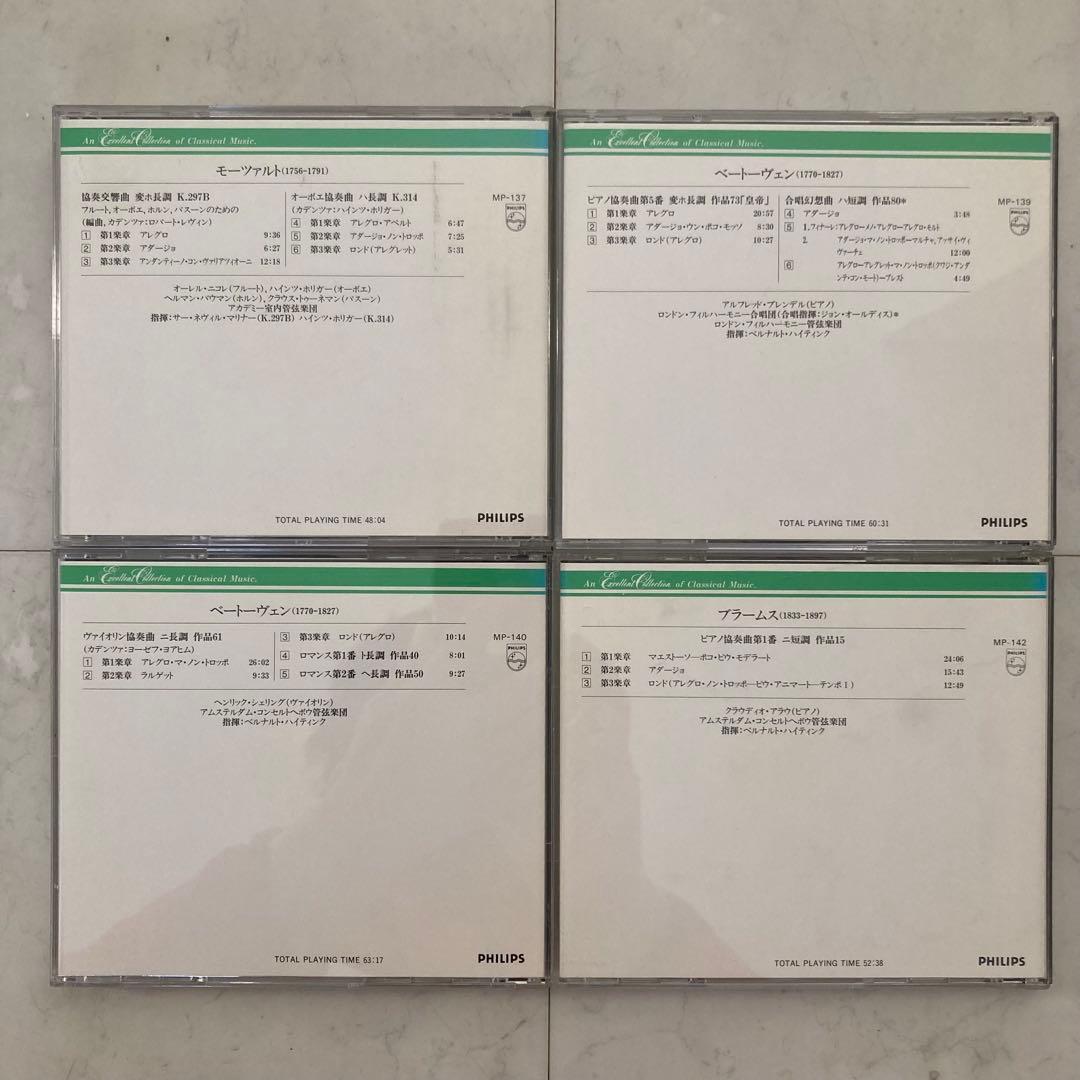 An Excellent Collection of Classical Music.
モーツァルト(1756-1791)
MP-137
PHILIPS
協奏交響曲 変ホ長調 K.297B
フルート,オーボエ,ホルン,バスーンのための
(編曲,カデンツァ:ロバート・レヴィン)
1 第1楽章 アレグロ 9:36
2 第2楽章 アダージョ 6:27
3 第3楽章 アンダンティーノ・コン・ヴァリアツィオーニ 12:18
オーボエ協奏曲 ハ長調 K.314
(カデンツァ:ハインツ・ホリガー)
4 第1楽章 アレグロ・アペルト 6:47
5 第2楽章 アダージョ・ノン・トロッポ 7:25
6 第3楽章 ロンド(アレグレット) 5:31
オーレル・ニコレ(フルート),ハインツ・ホリガー(オーボエ)
ヘルマン・バウマン(ホルン),クラウス・トゥーネマン(バスーン)
アカデミー室内管弦楽団
指揮:サー・ネヴィル・マリナー(K.297B) ハインツ・ホリガー(K.314)
TOTAL PLAYING TIME 48:04
PHILIPS
An Excellent Collection of Classical Music.
ベートーヴェン(1770-1827)
MP-139
PHILIPS
ピアノ協奏曲第5番 変ホ長調 作品73「皇帝」
1 第1楽章 アレグロ 20:57
2 第2楽章 アダージョ・ウン・ポコ・モッソ 8:30
3 第3楽章 ロンド(アレグロ) 10:27
合唱幻想曲 ハ短調 作品80*
4 アダージョ 3:48
5 1.フィナーレ:アレグロ―メノ・アレグロ―アレグロ・モルト
2. アダージョ・マ・ノン・トロッポ―マルチャ,アッサイ・ヴィ
ヴァーチェ 12:00
6 アレグロ―アレグレット・マ・ノン・トロッポ(クワジ・アンダ
ンテ・コン・モート)―プレスト 4:49
アルフレッド・ブレンデル(ピアノ)
ロンドン・フィルハーモニー合唱団(合唱指揮:ジョン・オールディス)*
ロンドン・フィルハーモニー管弦楽団
指揮:ベルナルト・ハイティンク
TOTAL PLAYING TIME 60:31
PHILIPS
An Excellent Collection of Classical Music.
ベートーヴェン(1770-1827)
MP-140
PHILIPS
ヴァイオリン協奏曲 ニ長調 作品61
(カデンツァ:ヨーゼフ・ヨアヒム)
1 第1楽章 アレグロ・マ・ノン・トロッポ 26:02
2 第2楽章 ラルゲット 9:33
3 第3楽章 ロンド(アレグロ) 10:14
4 ロマンス第1番 ト長調 作品40 8:01
5 ロマンス第2番 ヘ長調 作品50 9:27
ヘンリック・シェリング(ヴァイオリン)
アムステルダム・コンセルトヘボウ管弦楽団
指揮:ベルナルト・ハイティンク
TOTAL PLAYING TIME 63:17
PHILIPS
An Excellent Collection of Classical Music.
ブラームス(1833-1897)
MP-142
PHILIPS
ピアノ協奏曲第1番 ニ短調 作品15
1 第1楽章 マエストーソ―ポコ・ピウ・モデラート 24:06
2 第2楽章 アダージョ 15:43
3 第3楽章 ロンド(アレグロ・ノン・トロッポ―ピウ・アニマート―テンポI) 12:49
クラウディオ・アラウ(ピアノ)
アムステルダム・コンセルトヘボウ管弦楽団
指揮:ベルナルト・ハイティンク
TOTAL PLAYING TIME 52:38
PHILIPS